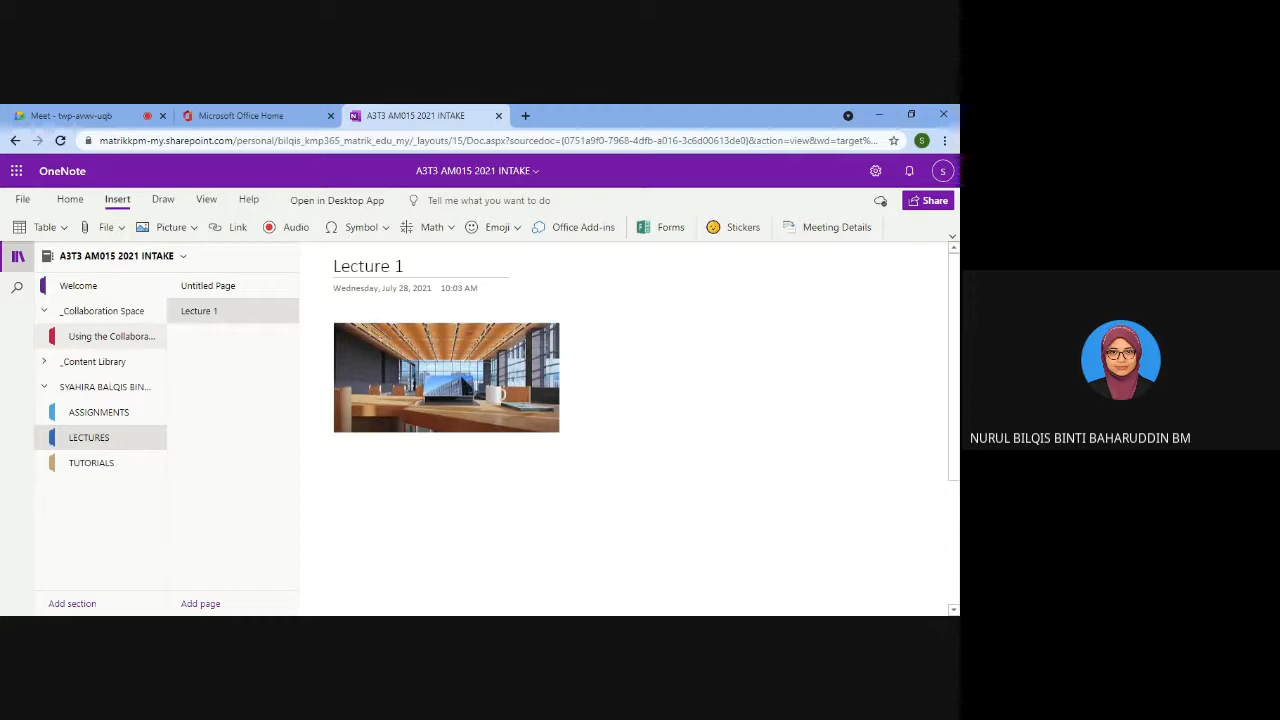 Meet - twp-avwv-uqb
Microsoft Office Home
A3T3 AM015 2021 INTAKE
matrikkpm-my.sharepoint.com/personal/bilqis_kmp365_matrik_edu_my/_layouts/15/Doc.aspx?sourcedoc={0751a9f0-7968-4dfb-a016-3c6d00613de0}&action=view&wd=target%...
S
OneNote
A3T3 AM015 2021 INTAKE
S
File Home Insert Draw View Help Open in Desktop App Tell me what you want to do Share
Table File Picture Link Audio Symbol Math Emoji Office Add-ins Forms Stickers Meeting Details
A3T3 AM015 2021 INTAKE
Welcome
_Collaboration Space
Using the Collabora...
_Content Library
SYAHIRA BALQIS BIN...
ASSIGNMENTS
LECTURES
TUTORIALS
Add section
Untitled Page
Lecture 1
Add page
Lecture 1
Wednesday, July 28, 2021 10:03 AM
NURUL BILQIS BINTI BAHARUDDIN BM